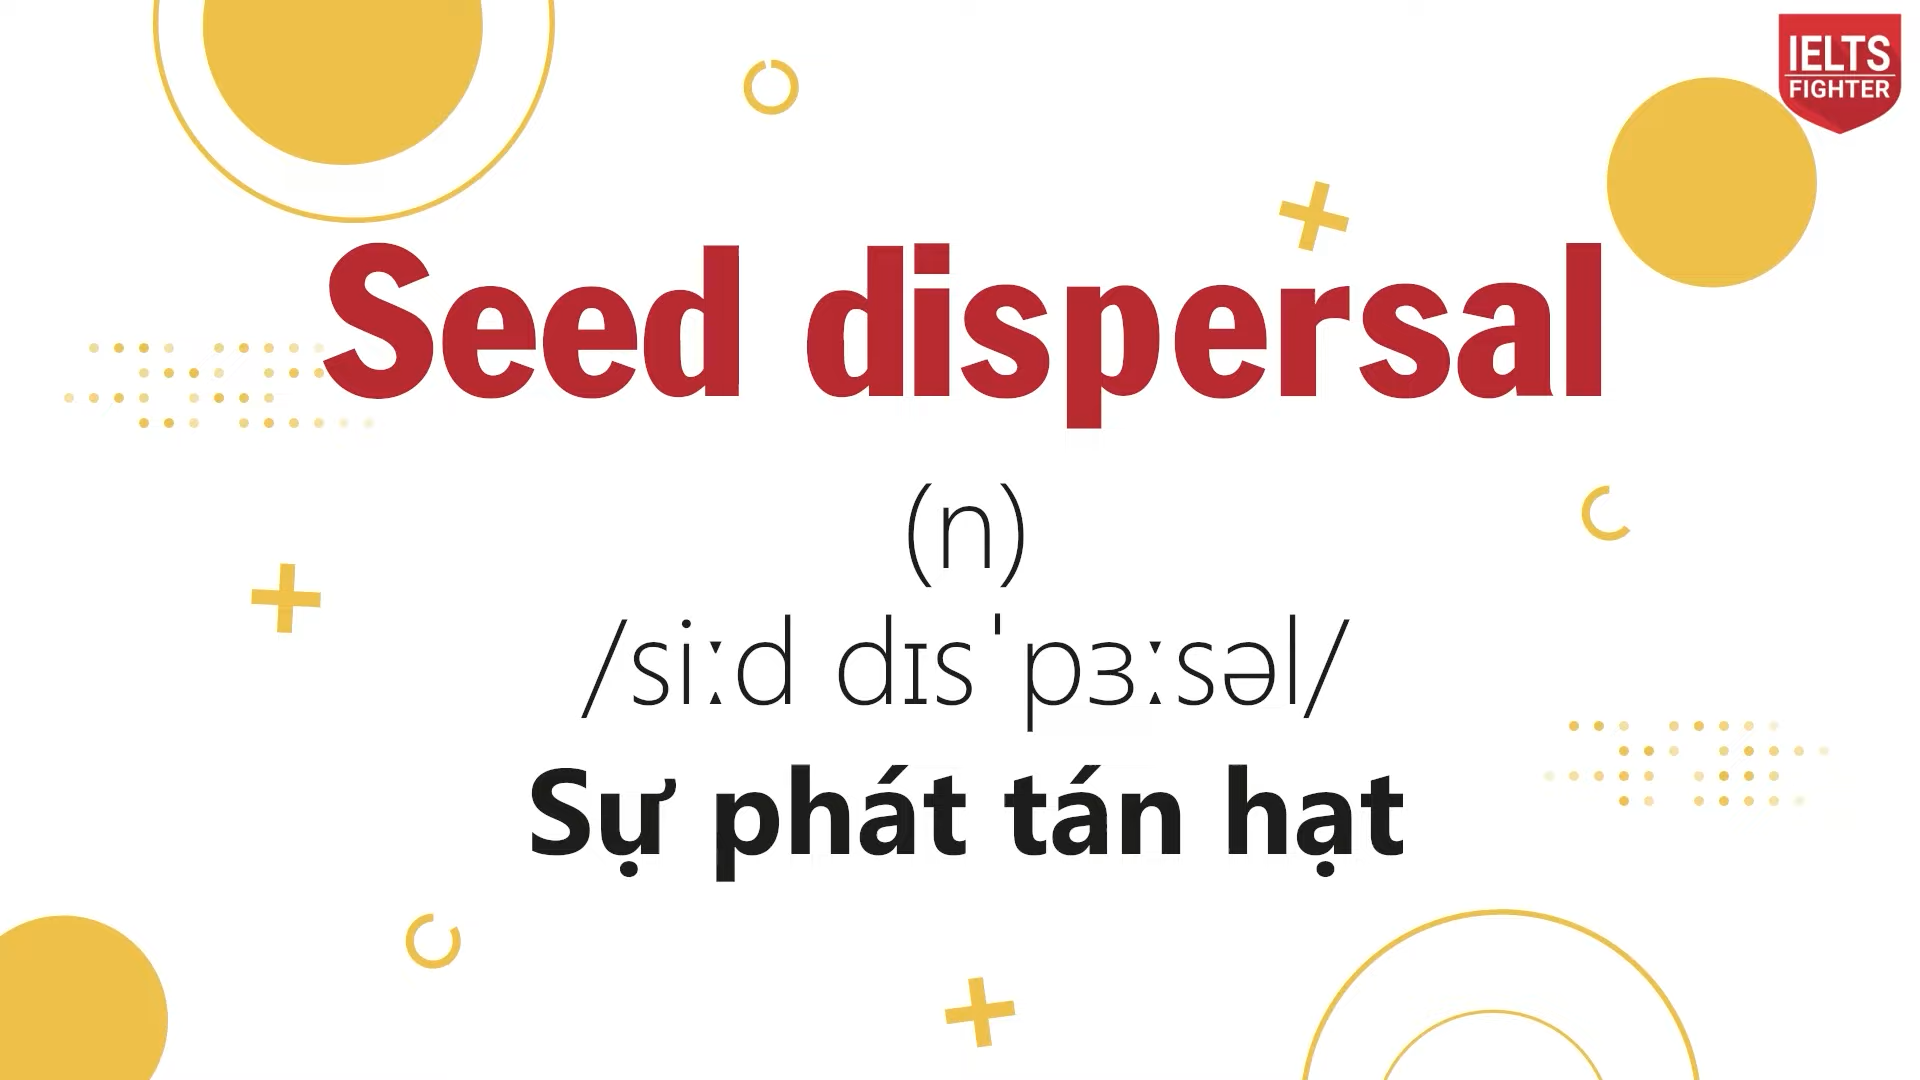 IELTS
FIGHTER
Seed dispersal
(n)
/siːd dɪsˈpɜːsəl/
Sự phát tán hạt